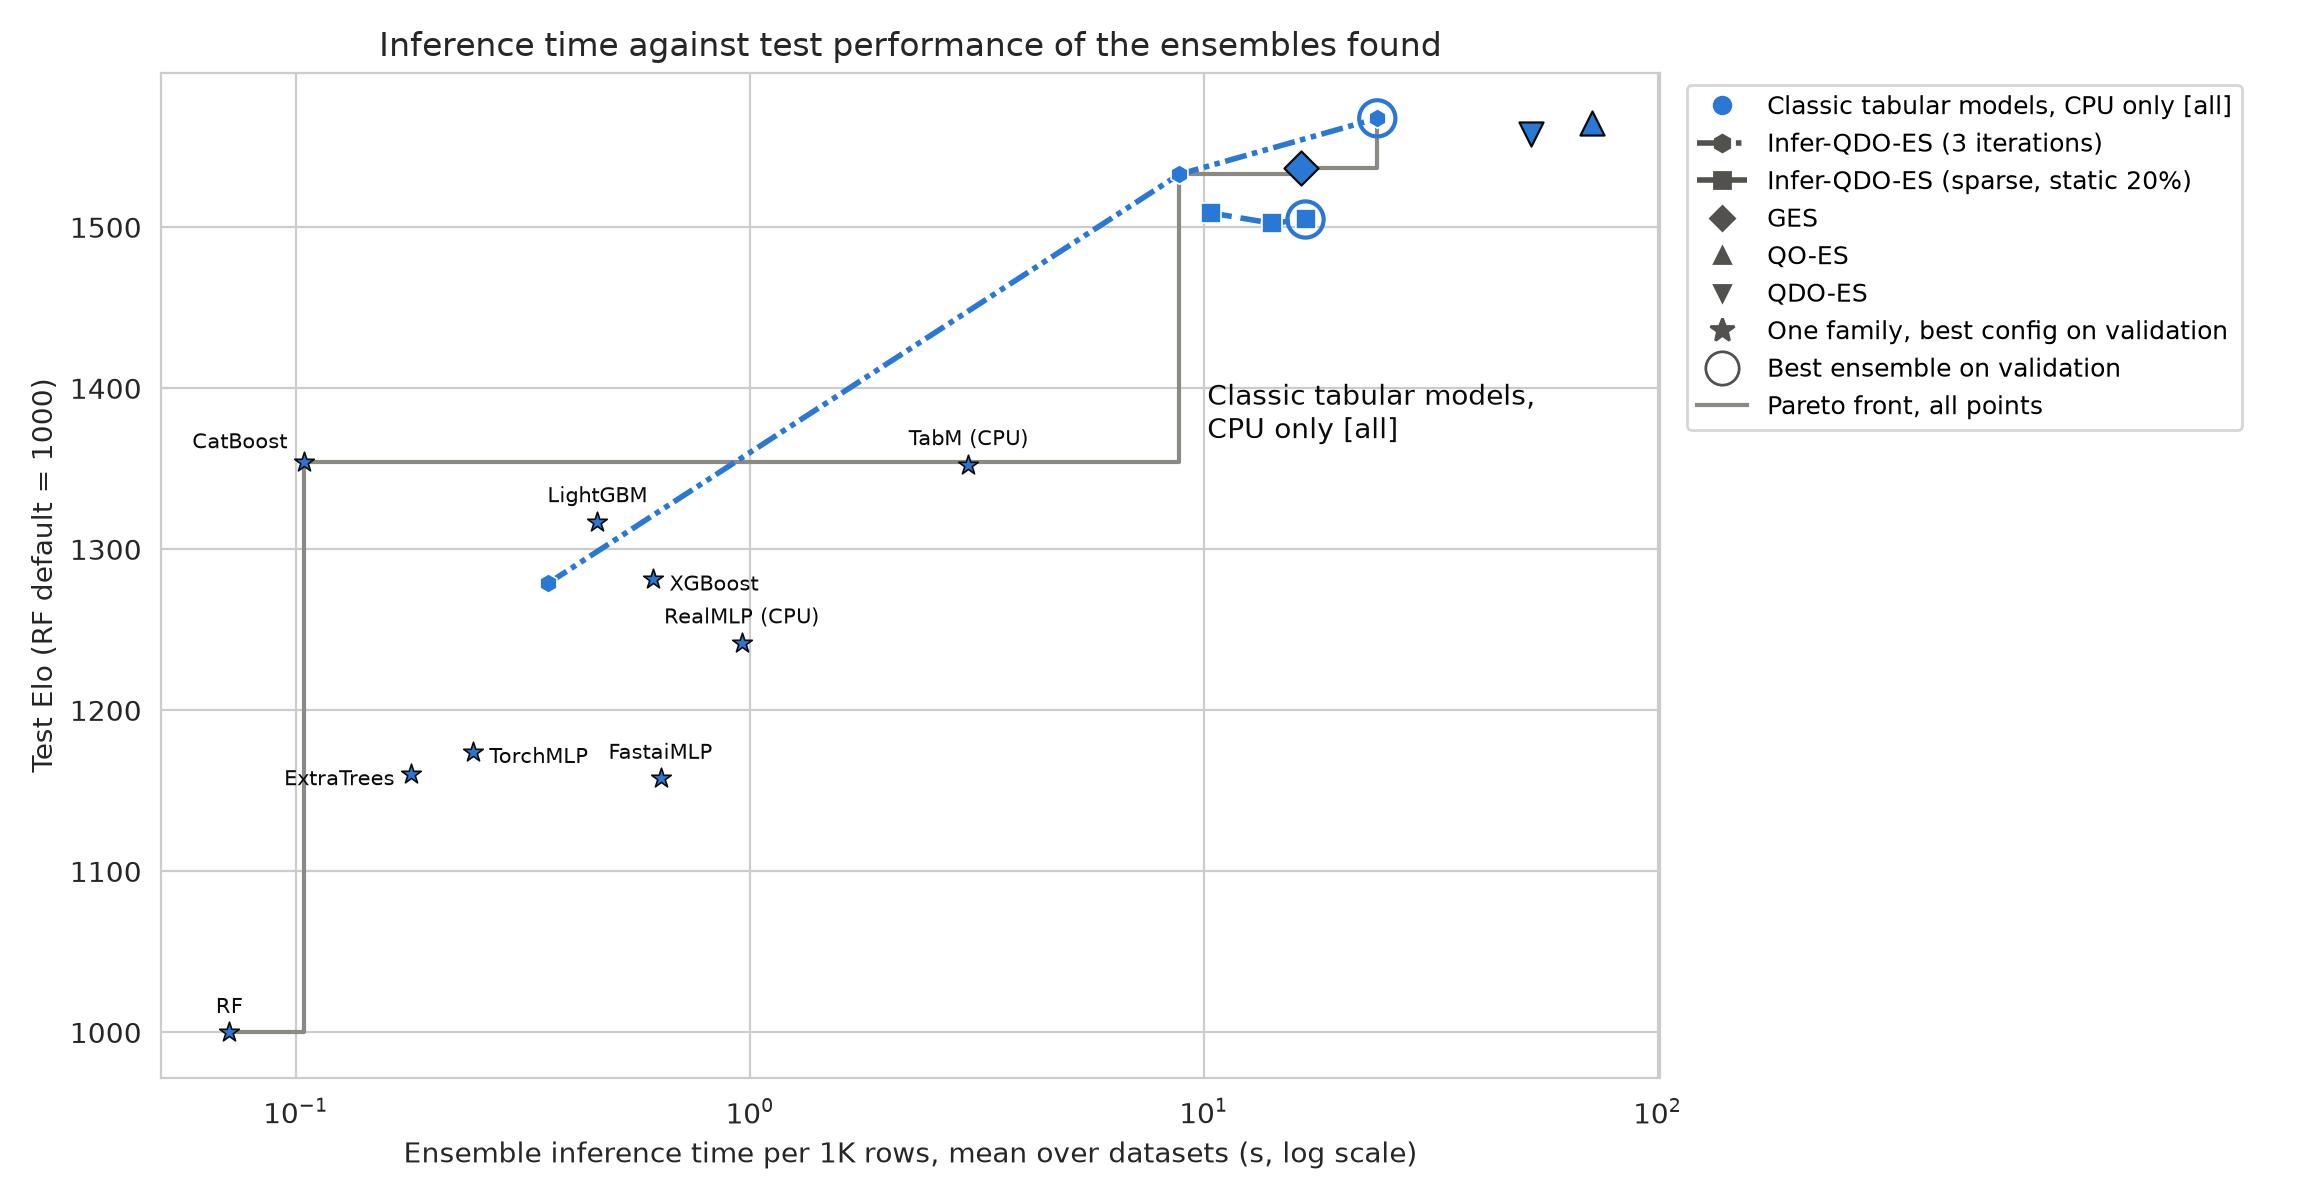 Inference time against test performance of the ensembles found
Test Elo (RF default = 1000)
1500
1400
1300
1200
1100
1000
CatBoost
LightGBM
TabM (CPU)
XGBoost
RealMLP (CPU)
ExtraTrees
TorchMLP
FastaiMLP
RF
Classic tabular models,
CPU only [all]
10⁻¹
10⁰
10¹
10²
Ensemble inference time per 1K rows, mean over datasets (s, log scale)
Classic tabular models, CPU only [all]
Infer-QDO-ES (3 iterations)
Infer-QDO-ES (sparse, static 20%)
GES
QO-ES
QDO-ES
One family, best config on validation
Best ensemble on validation
Pareto front, all points